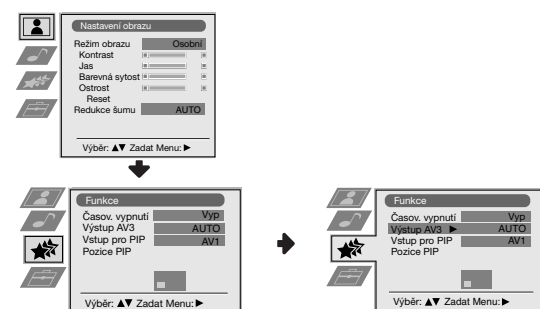 Nastavení obrazu
Režim obrazu Osobní
Kontrast
Jas
Barevná sytost
Ostrost
Reset
Redukce šumu AUTO
Výběr: ▲▼ Zadat Menu: ▶
Funkce
Časov. vypnutí Vyp
Výstup AV3 AUTO
Vstup pro PIP AV1
Pozice PIP
Výběr: ▲▼ Zadat Menu: ▶
Funkce
Časov. vypnutí Vyp
Výstup AV3 ▶ AUTO
Vstup pro PIP AV1
Pozice PIP
Výběr: ▲▼ Zadat Menu: ▶